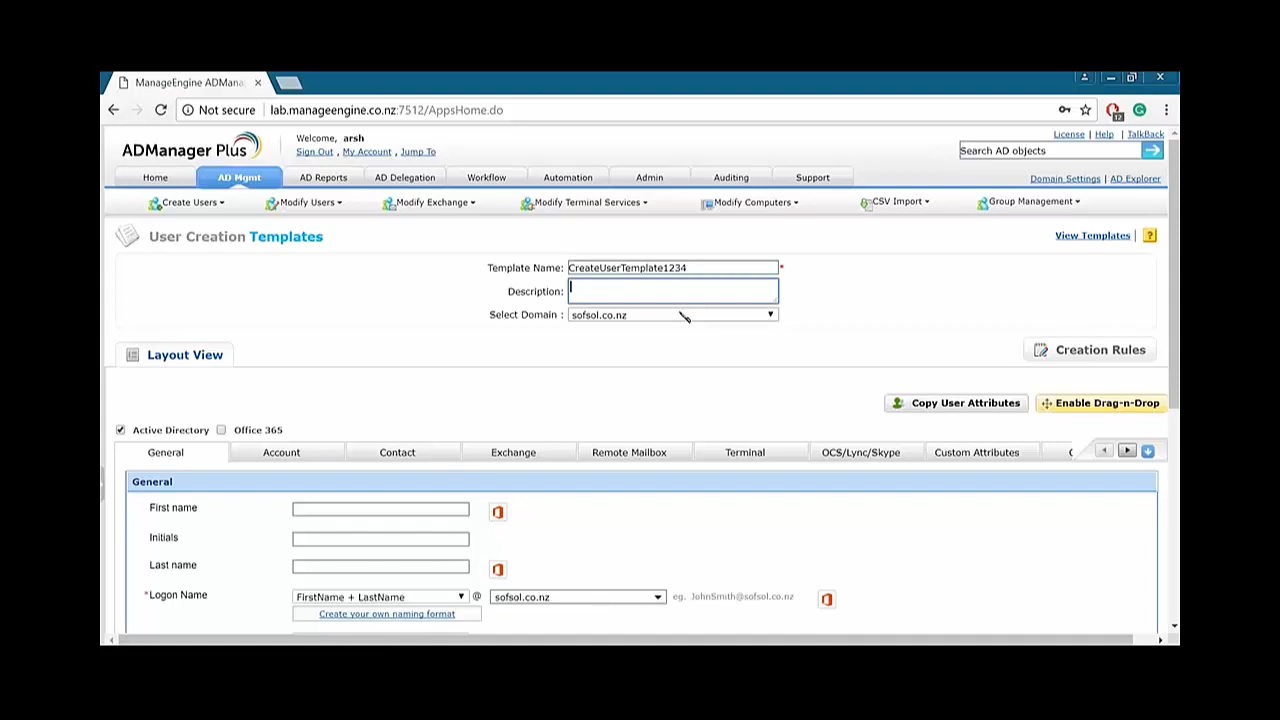 ManageEngine ADMana
Not secure lab.manageengine.co.nz:7512/AppsHome.do
License | Help | TalkBack
ADManager Plus
Welcome, arsh
Sign Out , My Account , Jump To
Search AD objects
Home AD Mgmt AD Reports AD Delegation Workflow Automation Admin Auditing Support
Domain Settings | AD Explorer
Create Users Modify Users Modify Exchange Modify Terminal Services Modify Computers CSV Import Group Management
User Creation Templates
View Templates | ?
Template Name: CreateUserTemplate1234 *
Description:
Select Domain : sofsol.co.nz
Layout View
Creation Rules
Copy User Attributes Enable Drag-n-Drop
Active Directory Office 365
General Account Contact Exchange Remote Mailbox Terminal OCS/Lync/Skype Custom Attributes
General
First name
Initials
Last name
*Logon Name FirstName + LastName @ sofsol.co.nz eg. JohnSmith@sofsol.co.nz
Create your own naming format